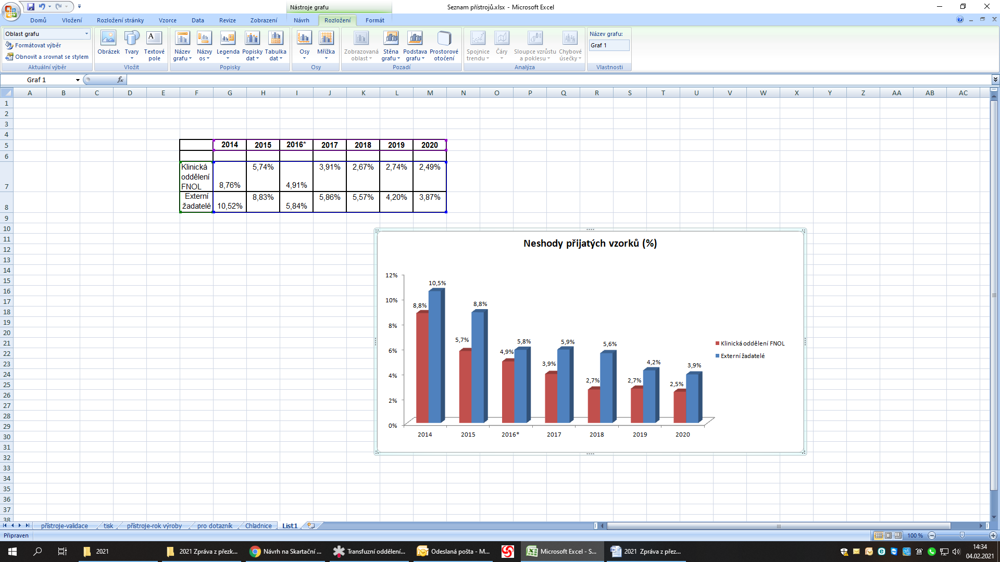 Nástroje grafu
Seznam přístrojů.xlsx - Microsoft Excel
Domů Vložení Rozložení stránky Vzorce Data Revize Zobrazení Návrh Rozložení Formát
Oblast grafu
Formátovat výběr
Obnovit a srovnat se stylem
Aktuální výběr
Obrázek Tvary Textové pole
Vložit
Název grafu Názvy os Legenda Popisky dat Tabulka dat
Popisky
Osy Mřížka
Osy
Zobrazovaná oblast Stěna grafu Podstava grafu Prostorové otočení
Pozadí
Spojnice trendu Čáry Sloupce vzrůstu a poklesu Chybové úsečky
Analýza
Název grafu:
Graf 1
Vlastnosti
Graf 1 fx
A B C D E F G H I J K L M N O P Q R S T U V W X Y Z AA AB AC
1
2
3
4
5
6
7
8
9
10
11
12
13
14
15
16
17
18
19
20
21
22
23
24
25
26
27
28
29
30
31
32
33
34
35
36
37
38
2014 2015 2016* 2017 2018 2019 2020
Klinická oddělení FNOL 8,76% 5,74% 4,91% 3,91% 2,67% 2,74% 2,49%
Externí žadatelé 10,52% 8,83% 5,84% 5,86% 5,57% 4,20% 3,87%
Neshody přijatých vzorků (%)
12%
10%
8%
6%
4%
2%
0%
8,8% 10,5%
5,7% 8,8%
4,9% 5,8%
3,9% 5,9%
2,7% 5,6%
2,7% 4,2%
2,5% 3,9%
2014 2015 2016* 2017 2018 2019 2020
Klinická oddělení FNOL
Externí žadatelé
přístroje-validace tisk přístroje-rok výroby pro dotazník Chladnice List1
Připraven
100 %
2021
2021 Zpráva z přezk...
Návrh na Skartační ...
Transfuzní oddělení...
Odeslaná pošta - M...
Microsoft Excel - S...
2021 Zpráva z přez...
14:34
04.02.2021